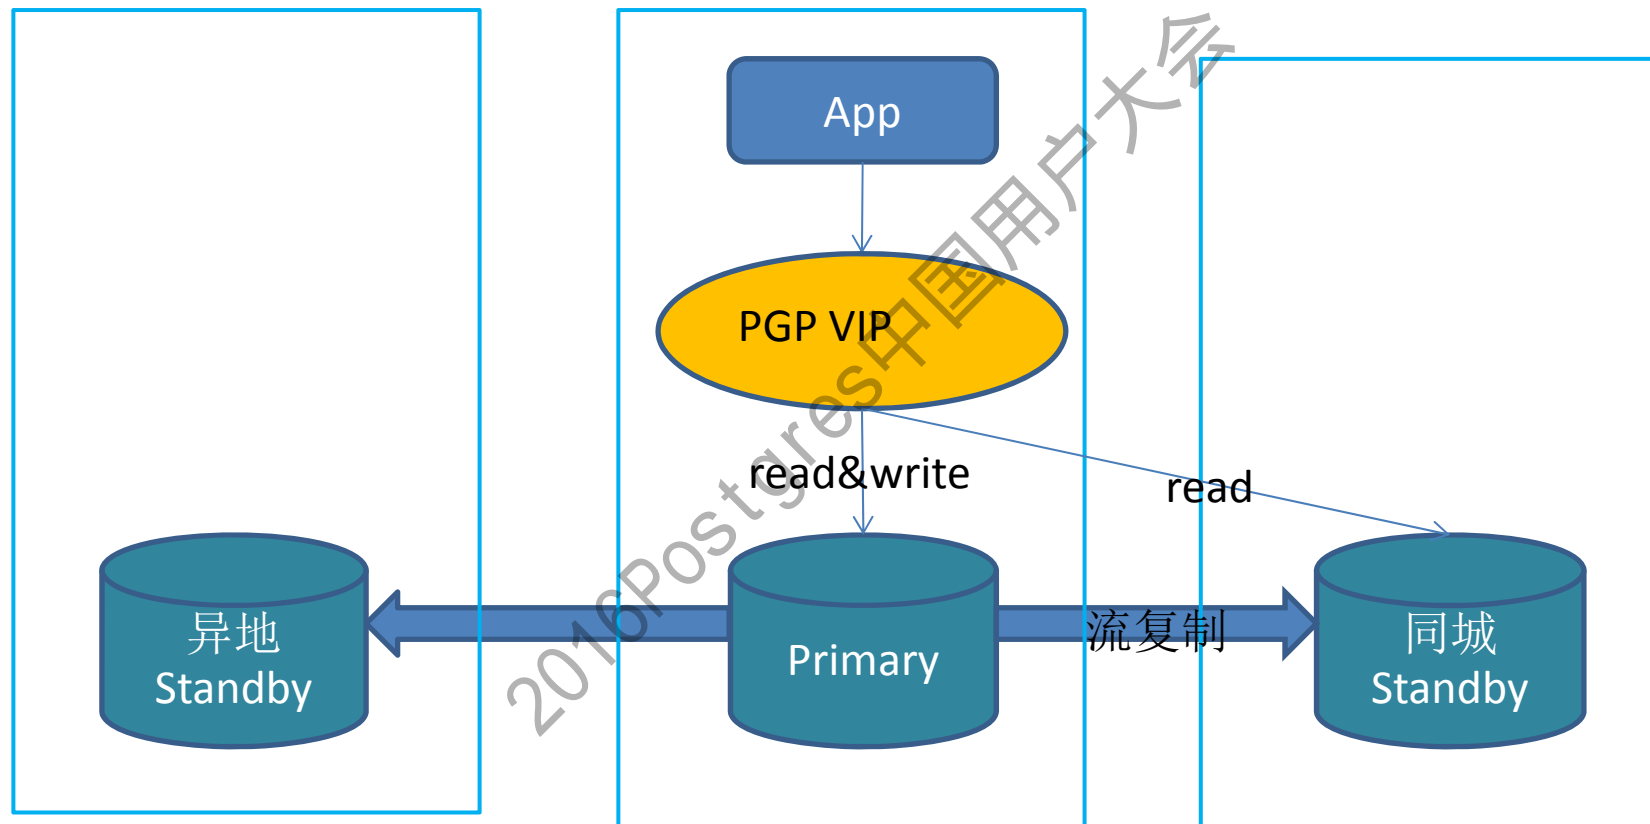 App
PGP VIP
read&write
read
异地
Standby
Primary
流复制
同城
Standby
2016Postgres中国用户大会